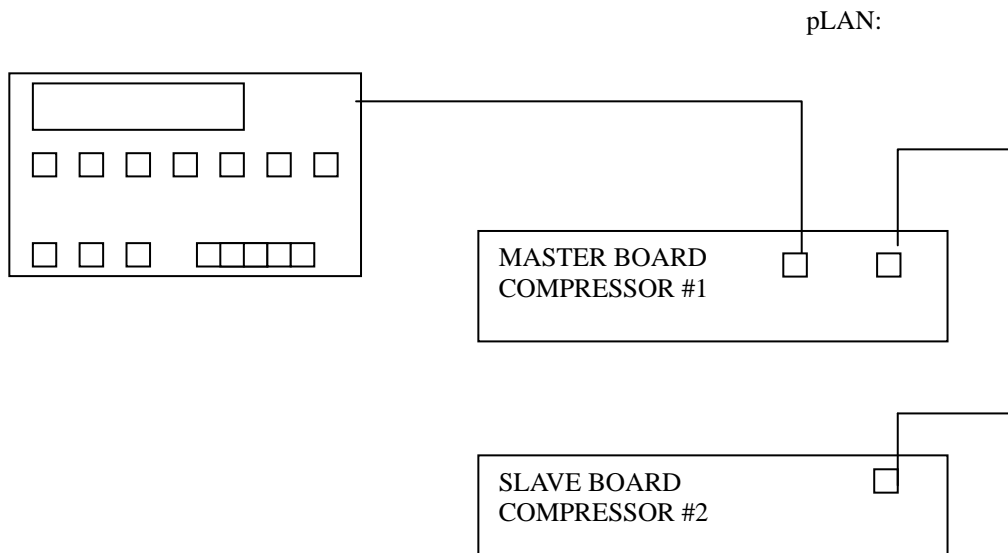 pLAN:
MASTER BOARD
COMPRESSOR #1
SLAVE BOARD
COMPRESSOR #2